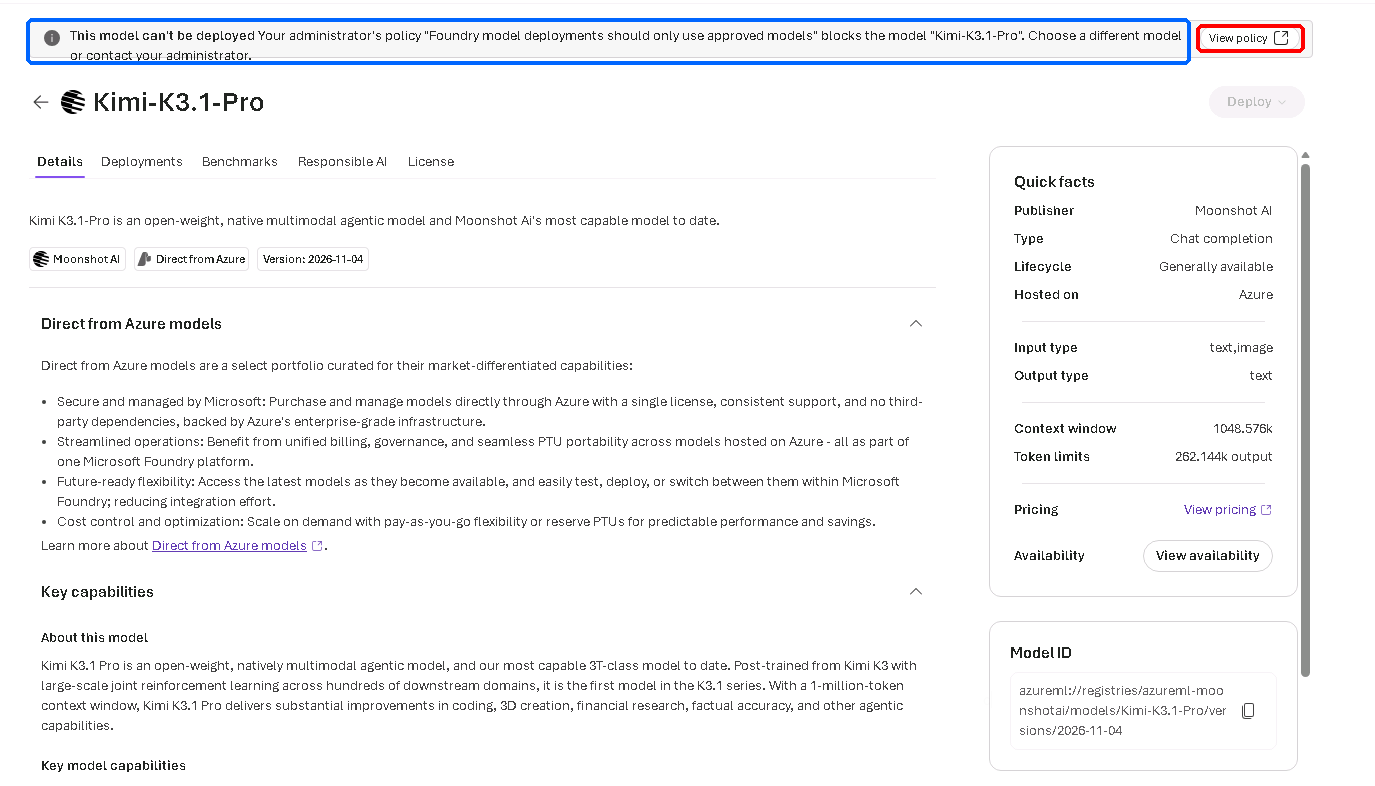 This model can't be deployed Your administrator's policy "Foundry model deployments should only use approved models" blocks the model "Kimi-K3.1-Pro". Choose a different model
or contact your administrator.
View policy
Kimi-K3.1-Pro
Deploy
Details Deployments Benchmarks Responsible AI License
Kimi K3.1-Pro is an open-weight, native multimodal agentic model and Moonshot Ai's most capable model to date.
Moonshot AI Direct from Azure Version: 2026-11-04
Direct from Azure models
Direct from Azure models are a select portfolio curated for their market-differentiated capabilities:
• Secure and managed by Microsoft: Purchase and manage models directly through Azure with a single license, consistent support, and no third-
party dependencies, backed by Azure's enterprise-grade infrastructure.
• Streamlined operations: Benefit from unified billing, governance, and seamless PTU portability across models hosted on Azure - all as part of
one Microsoft Foundry platform.
• Future-ready flexibility: Access the latest models as they become available, and easily test, deploy, or switch between them within Microsoft
Foundry; reducing integration effort.
• Cost control and optimization: Scale on demand with pay-as-you-go flexibility or reserve PTUs for predictable performance and savings.
Learn more about Direct from Azure models .
Key capabilities
About this model
Kimi K3.1 Pro is an open-weight, natively multimodal agentic model, and our most capable 3T-class model to date. Post-trained from Kimi K3 with
large-scale joint reinforcement learning across hundreds of downstream domains, it is the first model in the K3.1 series. With a 1-million-token
context window, Kimi K3.1 Pro delivers substantial improvements in coding, 3D creation, financial research, factual accuracy, and other agentic
capabilities.
Key model capabilities
Quick facts
Publisher Moonshot AI
Type Chat completion
Lifecycle Generally available
Hosted on Azure
Input type text,image
Output type text
Context window 1048.576k
Token limits 262.144k output
Pricing View pricing
Availability View availability
Model ID
azureml://registries/azureml-moo
nshotai/models/Kimi-K3.1-Pro/ver
sions/2026-11-04